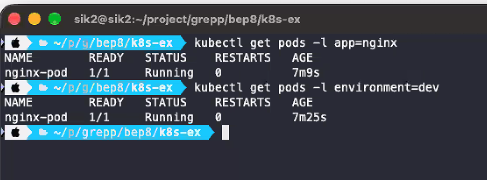 sik2@sik2:~/project/grepp/bep8/k8s-ex
~/p/g/bep8/k8s-ex kubectl get pods -l app=nginx
NAME READY STATUS RESTARTS AGE
nginx-pod 1/1 Running 0 7m9s
~/p/g/bep8/k8s-ex kubectl get pods -l environment=dev
NAME READY STATUS RESTARTS AGE
nginx-pod 1/1 Running 0 7m25s
~/p/grepp/bep8/k8s-ex